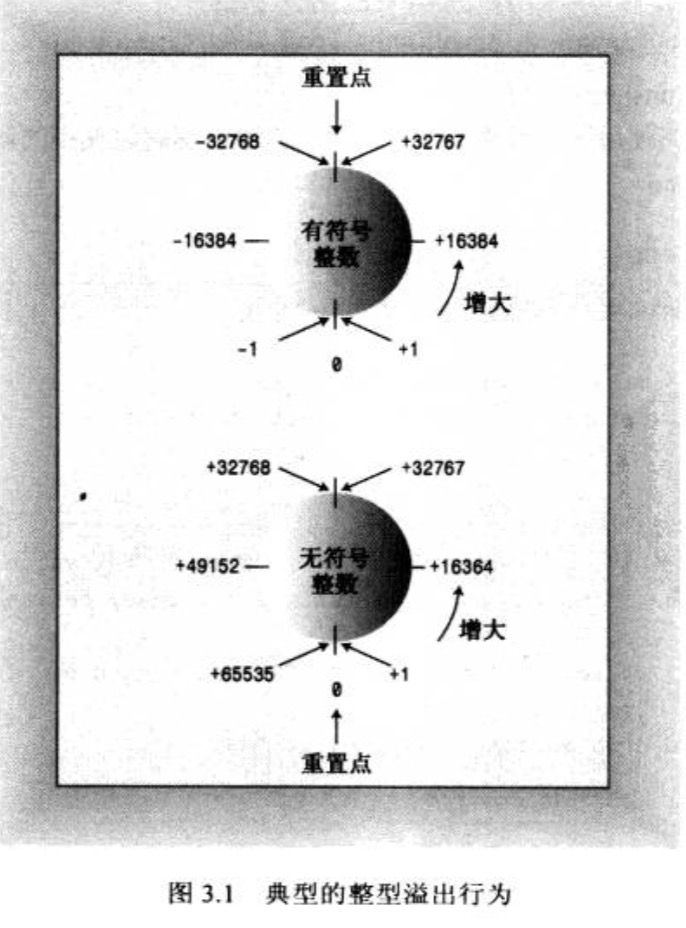 重置点
-32768 +32767
有符号
整数
-16384 +16384
增大
-1 +1
0
+32768 +32767
无符号
整数
+49152 +16364
增大
+65535 +1
0
重置点
图 3.1 典型的整型溢出行为